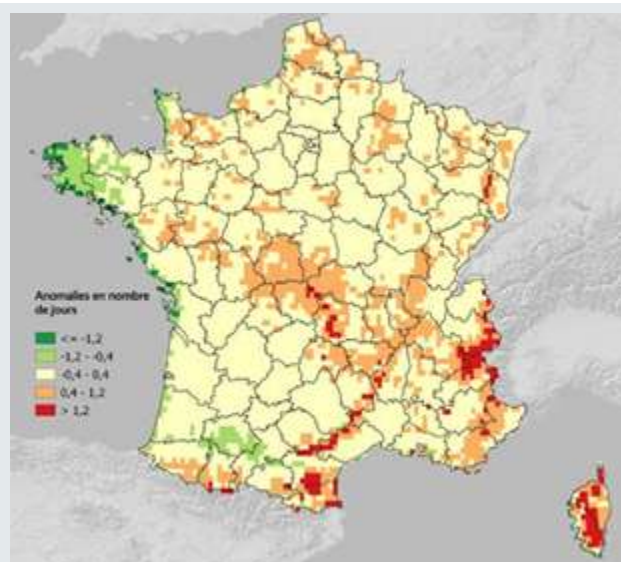 Anomalies en nombre
de jours
<= -1,2
-1,2 - -0,4
-0,4 - 0,4
0,4 - 1,2
> 1,2